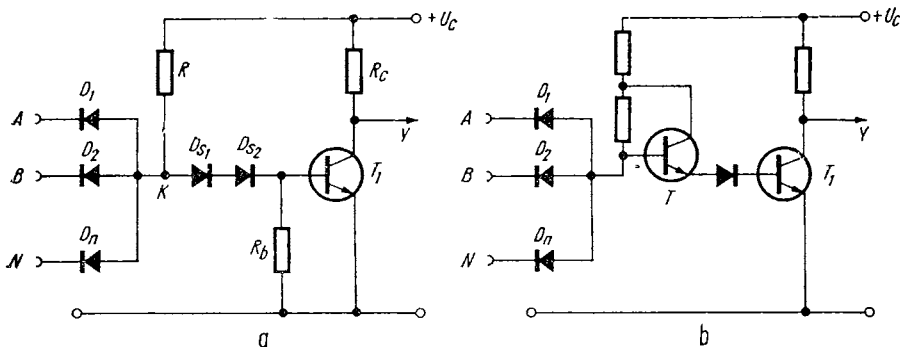 +U_c
R
R_c
D_1
A
Y
D_2
D_S1
D_S2
B
K
T_1
D_n
R_b
N
a
+U_c
D_1
A
Y
D_2
B
T
T_1
D_n
N
b